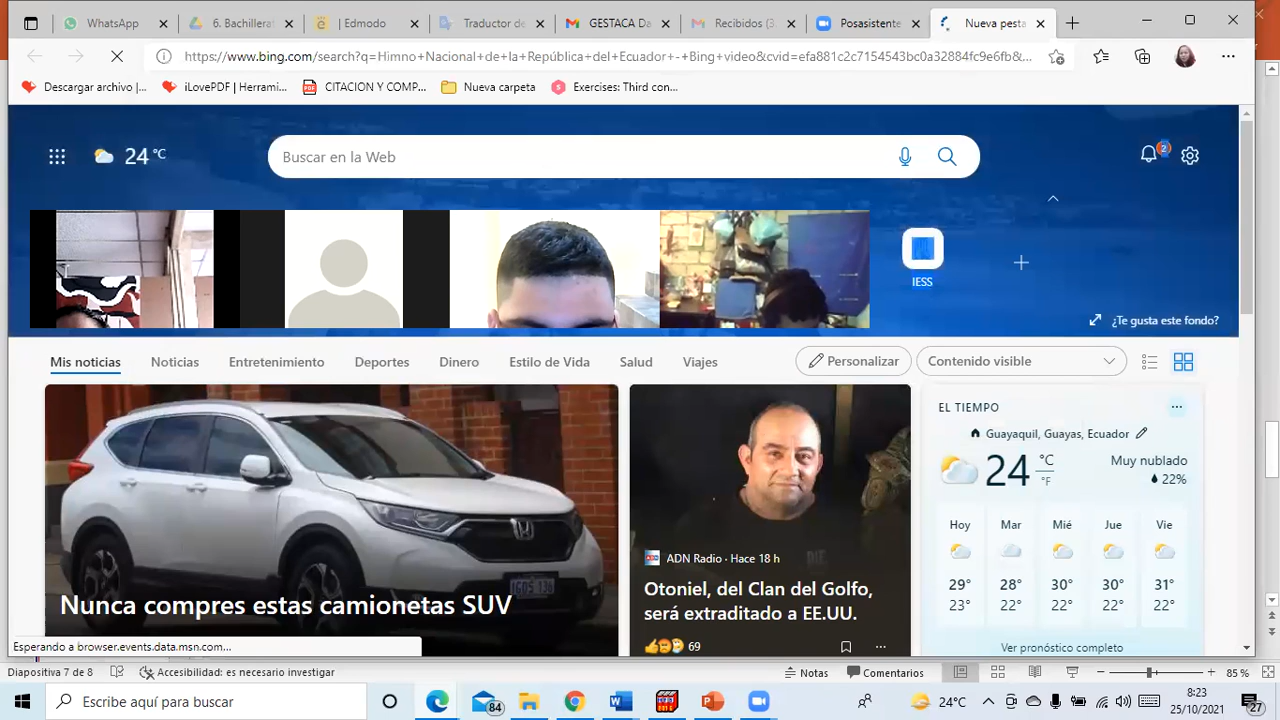 WhatsApp
6. Bachillera
| Edmodo
Traductor de
GESTACA Da
Recibidos (3.
Posasistente
Nueva pesta
https://www.bing.com/search?q=Himno+Nacional+de+la+República+del+Ecuador+-+Bing+video&cvid=efa881c2c7154543bc0a32884fc9e6fb&...
Descargar archivo |...
iLovePDF | Herrami...
CITACION Y COMP...
Nueva carpeta
Exercises: Third con...
24 °C
Buscar en la Web
2
IESS
¿Te gusta este fondo?
Mis noticias
Noticias
Entretenimiento
Deportes
Dinero
Estilo de Vida
Salud
Viajes
Personalizar
Contenido visible
Nunca compres estas camionetas SUV
ADN Radio · Hace 18 h
Otoniel, del Clan del Golfo,
será extraditado a EE.UU.
69
EL TIEMPO
Guayaquil, Guayas, Ecuador
24 °C
°F
Muy nublado
22%
Hoy Mar Mié Jue Vie
29° 28° 30° 30° 31°
23° 22° 22° 22° 22°
Ver pronóstico completo
Esperando a browser.events.data.msn.com...
Diapositiva 7 de 8
Accesibilidad: es necesario investigar
Notas
Comentarios
85 %
Escribe aquí para buscar
84
24°C
8:23
25/10/2021
27